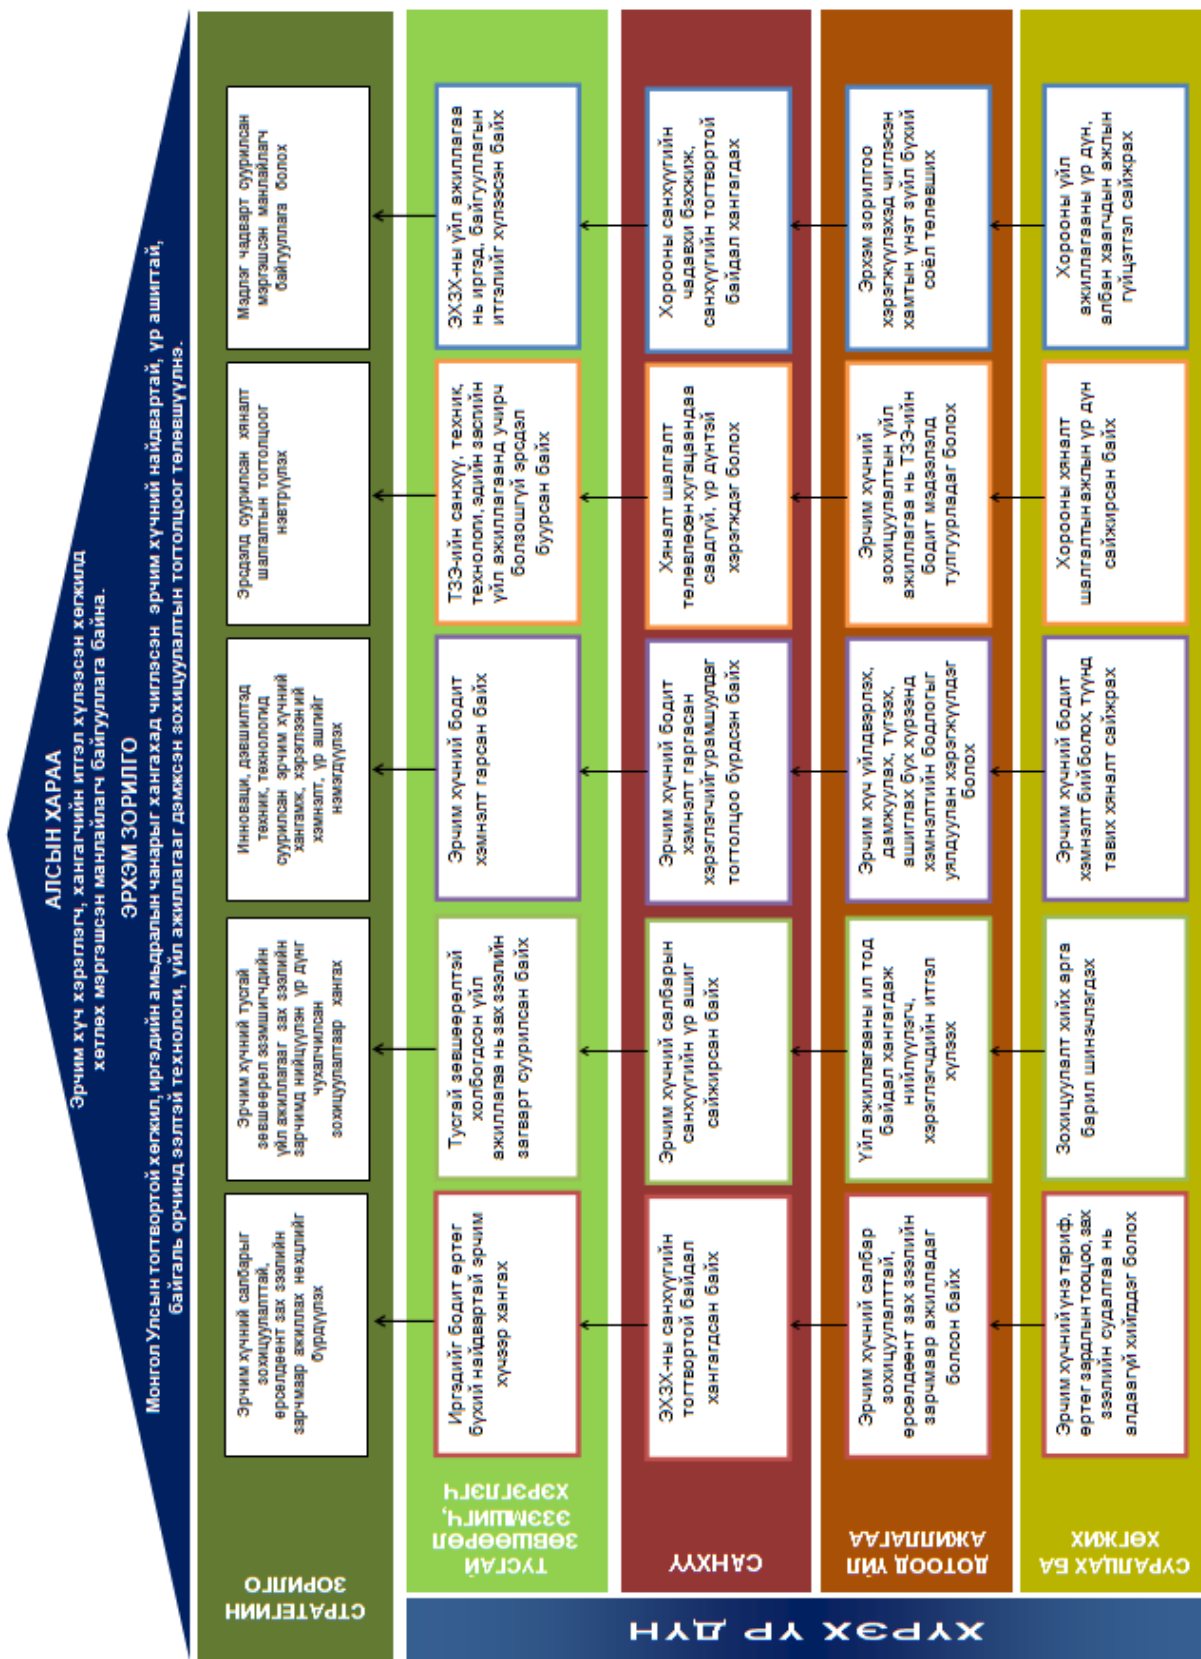 АЛСЫН ХАРАА
Эрчим хүч хэрэглэгч, хангагчийн итгэл хүлээсэн хөгжилд
хөтлөх мэргэшсэн манлайлагч байгууллага байна.
ЭРХЭМ ЗОРИЛГО
Монгол Улсын тогтвортой хөгжил, иргэдийн амьдралын чанарыг хангахад чиглэсэн эрчим хүчний найдвартай, үр ашигтай,
байгаль орчинд ээлтэй технологи, үйл ажиллагааг дэмжсэн зохицуулалтын тогтолцоог төлөвшүүлнэ.
СТРАТЕГИЙН
ЗОРИЛГО
Эрчим хүчний салбарыг
зохицуулалттай,
өрсөлдөөнт зах зээлийн
зарчмаар ажиллах нөхцлийг
бүрдүүлэх
Эрчим хүчний тусгай
зөвшөөрөл эзэмшигчдийн
үйл ажиллагааг зах зээлийн
зарчимд нийцүүлэн үр дүнг
чухалчилсан
зохицуулалтаар хангах
Инноваци, дэвшилтэд
техник, технологид
суурилсан эрчим хүчний
хангамж, хэрэглээний
хэмнэлт, үр ашгийг
нэмэгдүүлэх
Эрсдэлд суурилсан хяналт
шалгалтын тогтолцоог
нэвтрүүлэх
Мэдлэг чадварт суурилсан
мэргэшсэн манлайлагч
байгууллага болох
ХҮРЭХ ҮР ДҮН
ТУСГАЙ
ЗӨВШӨӨРӨЛ
ЭЗЭМШИГЧ,
ХЭРЭГЛЭГЧ
Иргэдийг бодит өртөг
бүхий найдвартай эрчим
хүчээр хангах
Тусгай зөвшөөрөлтэй
холбогдсон үйл
ажиллагаа нь зах зээлийн
загварт суурилсан байх
Эрчим хүчний бодит
хэмнэлт гарсан байх
ТЗЭ-ийн санхүү, техник,
технологи, эдийн засгийн
үйл ажиллагаанд учирч
болзошгүй эрсдэл
буурсан байх
ЭХЗХ-ны үйл ажиллагаа
нь иргэд, байгууллагын
итгэлийг хүлээсэн байх
САНХҮҮ
ЭХЗХ-ны санхүүгийн
тогтвортой байдал
хангагдсан байх
Эрчим хүчний салбарын
санхүүгийн үр ашиг
сайжирсан байх
Эрчим хүчний бодит
хэмнэлт гаргасан
хэрэглэгчийг урамшуулдаг
тогтолцоо бүрдсэн байх
Хяналт шалгалт
төлөвлөсөн хугацаандаа
саадгүй, үр дүнтэй
хэрэгждэг болох
Хорооны санхүүгийн
чадавхи бэхжиж,
санхүүгийн тогтвортой
байдал хангагдах
ДОТООД ҮЙЛ
АЖИЛЛАГАА
Эрчим хүчний салбар
зохицуулалттай,
өрсөлдөөнт зах зээлийн
зарчмаар ажилладаг
болсон байх
Үйл ажиллагааны ил тод
байдал хангагдаж
нийлүүлэгч,
хэрэглэгчдийн итгэл
хүлээх
Эрчим хүч үйлдвэрлэх,
дамжуулах, түгээх,
ашиглах бүх хүрээнд
хэмнэлтийн бодлогыг
уялдуулан хэрэгжүүлдэг
болох
Эрчим хүчний
зохицуулалтын үйл
ажиллагаа нь ТЗЭ-ийн
бодит мэдээлэлд
тулгуурладаг болох
Эрхэм зорилгоо
хэрэгжүүлэхэд чиглэсэн
хамтын үнэт зүйл бүхий
соёл төлөвших
СУРАЛЦАХ БА
ХӨГЖИХ
Эрчим хүчний үнэ тариф,
өртөг зардлын тооцоо, зах
зээлийн судалгаа нь
алдаагүй хийгддэг болох
Зохицуулалт хийх арга
барил шинэчлэгдэх
Эрчим хүчний бодит
хэмнэлт бий болох, түүнд
тавих хяналт сайжрах
Хорооны хяналт
шалгалтын ажлын үр дүн
сайжирсан байх
Хорооны үйл
ажиллагааны үр дүн,
албан хаагчдын ажлын
гүйцэтгэл сайжрах